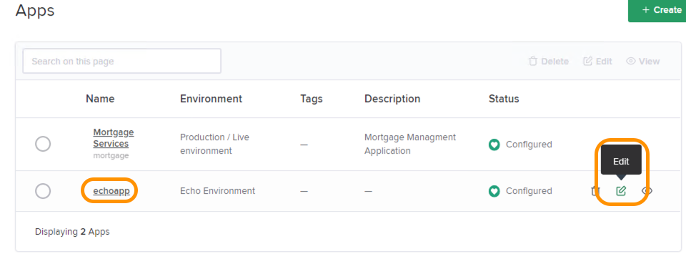 Apps
+ Create
Search on this page
Delete Edit View
Name Environment Tags Description Status
Mortgage Services
mortgage
Production / Live environment
—
Mortgage Managment Application
Configured
Edit
echoapp Echo Environment — — Configured
Displaying 2 Apps